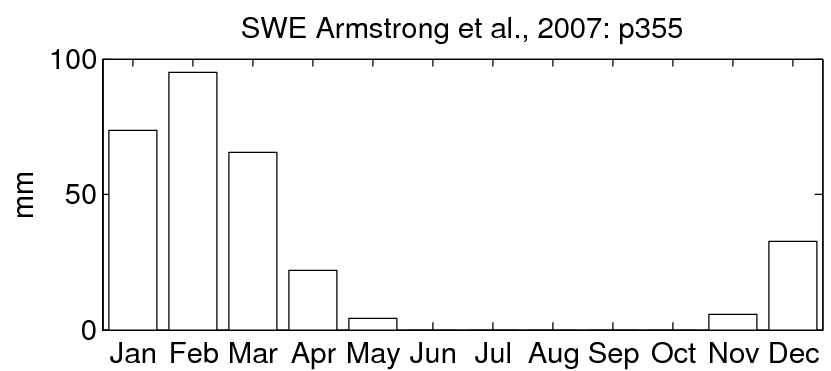 SWE Armstrong et al., 2007: p355
100
50
0
mm
Jan Feb Mar Apr May Jun Jul Aug Sep Oct Nov Dec